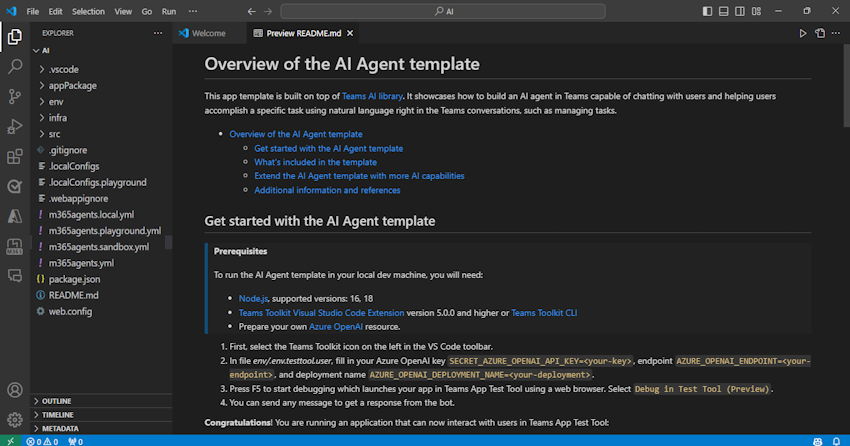 File Edit Selection View Go Run ··· AI
EXPLORER ···
Welcome
Preview README.md
AI
.vscode
appPackage
env
infra
src
.gitignore
.localConfigs
.localConfigs.playground
.webappignore
m365agents.local.yml
m365agents.playground.yml
m365agents.sandbox.yml
m365agents.yml
package.json
README.md
web.config
OUTLINE
TIMELINE
METADATA
Overview of the AI Agent template
This app template is built on top of Teams AI library. It showcases how to build an AI agent in Teams capable of chatting with users and helping users
accomplish a specific task using natural language right in the Teams conversations, such as managing tasks.
• Overview of the AI Agent template
◦ Get started with the AI Agent template
◦ What's included in the template
◦ Extend the AI Agent template with more AI capabilities
◦ Additional information and references
Get started with the AI Agent template
Prerequisites
To run the AI Agent template in your local dev machine, you will need:
• Node.js, supported versions: 16, 18
• Teams Toolkit Visual Studio Code Extension version 5.0.0 and higher or Teams Toolkit CLI
• Prepare your own Azure OpenAI resource.
1. First, select the Teams Toolkit icon on the left in the VS Code toolbar.
2. In file env/.env.testtool.user, fill in your Azure OpenAI key SECRET_AZURE_OPENAI_API_KEY=<your-key>, endpoint AZURE_OPENAI_ENDPOINT=<your-
endpoint>, and deployment name AZURE_OPENAI_DEPLOYMENT_NAME=<your-deployment>.
3. Press F5 to start debugging which launches your app in Teams App Test Tool using a web browser. Select Debug in Test Tool (Preview).
4. You can send any message to get a response from the bot.
Congratulations! You are running an application that can now interact with users in Teams App Test Tool:
0 0 0
M365